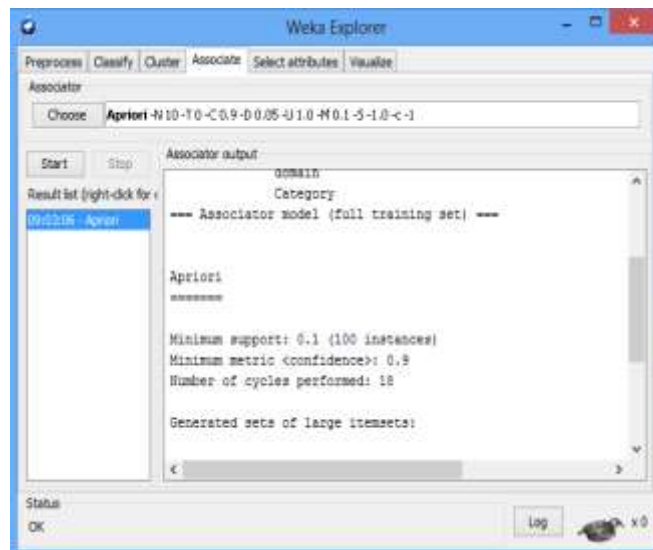 Weka Explorer
Preprocess Classify Cluster Associate Select attributes Visualize
Associator
Choose Apriori -N 10 -T 0 -C 0.9 -D 0.05 -U 1.0 -M 0.1 -S -1.0 -c -1
Start Stop
Associator output
Result list (right-click for
09:03:06 - Apriori
domain
Category
=== Associator model (full training set) ===
Apriori
=======
Minimum support: 0.1 (100 instances)
Minimum metric <confidence>: 0.9
Number of cycles performed: 18
Generated sets of large itemsets:
Status
OK
Log
x 0